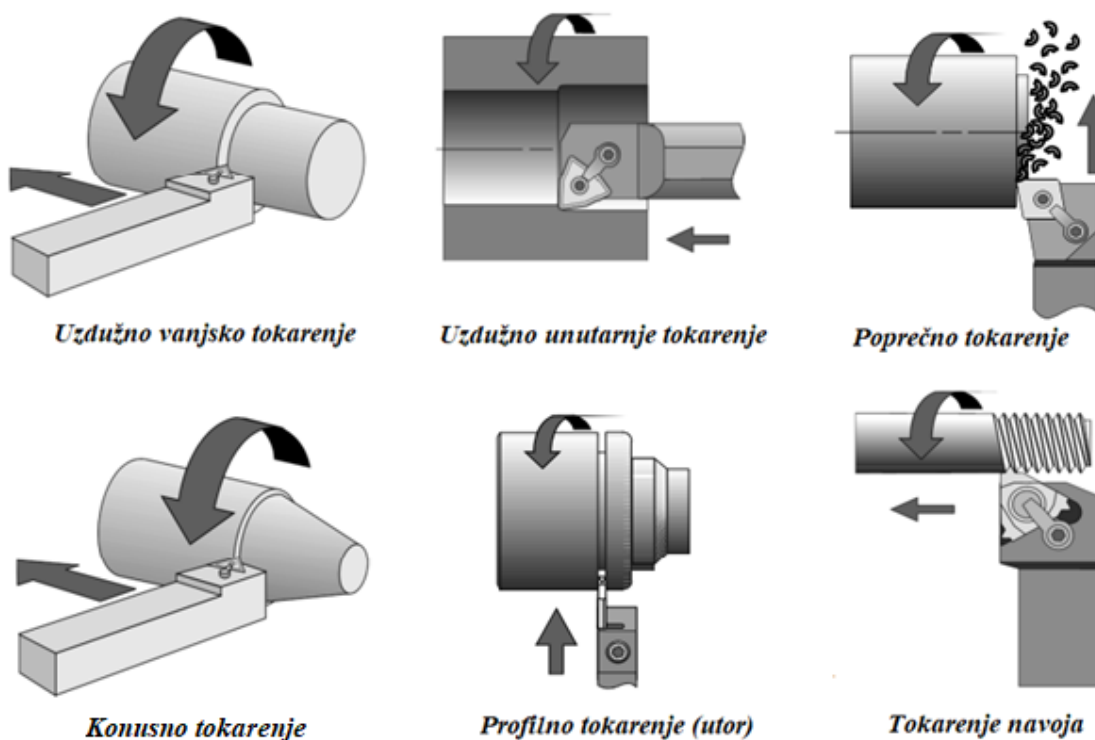 Uzdužno vanjsko tokarenje
Uzdužno unutarnje tokarenje
Poprečno tokarenje
Konusno tokarenje
Profilno tokarenje (utor)
Tokarenje navoja